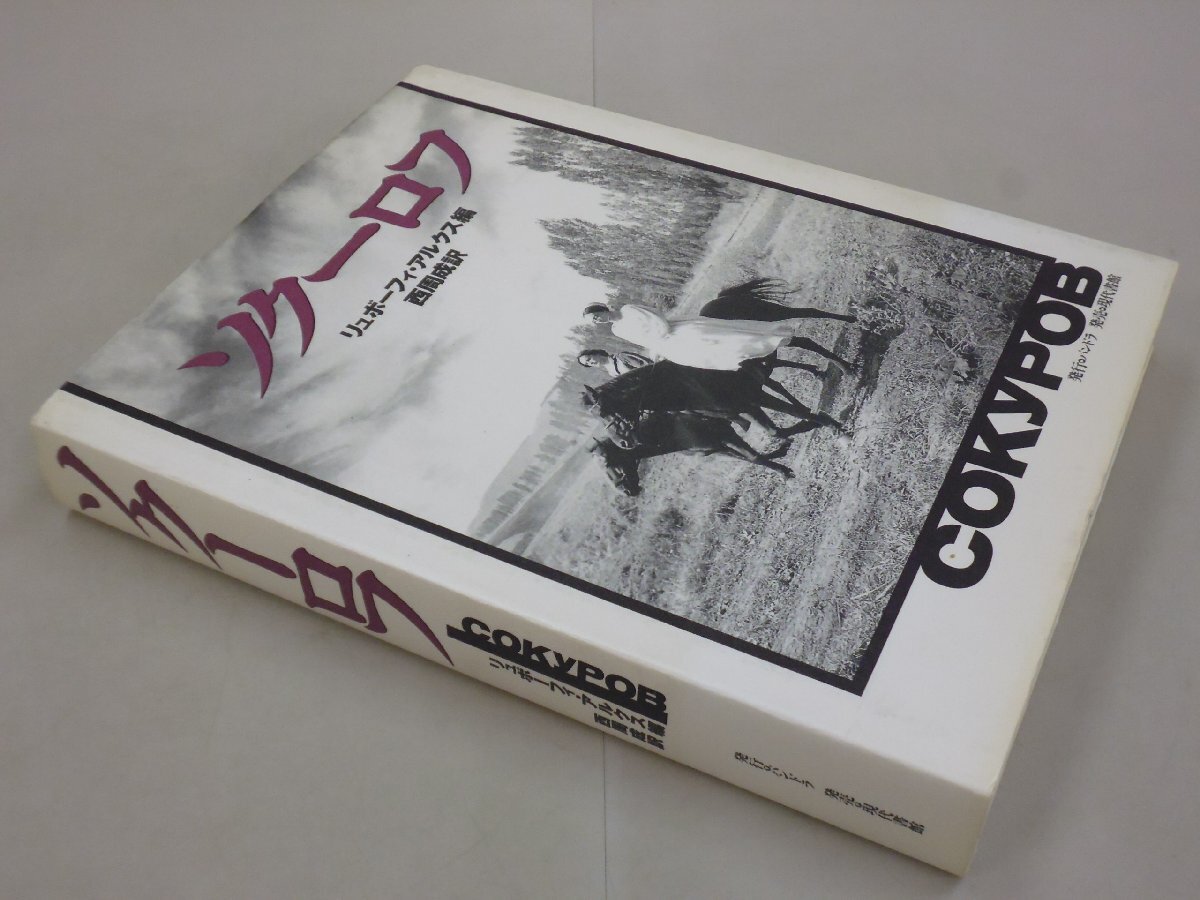 ソクーロフ
リュボーフィ・アルクス編
西周成訳
СОКУРОВ
発行◎パンドラ 発売◎現代書館
ソクーロフ
СОКУРОВ
リュボーフィ・アルクス編
西周成訳
発行◎パンドラ 発売◎現代書館